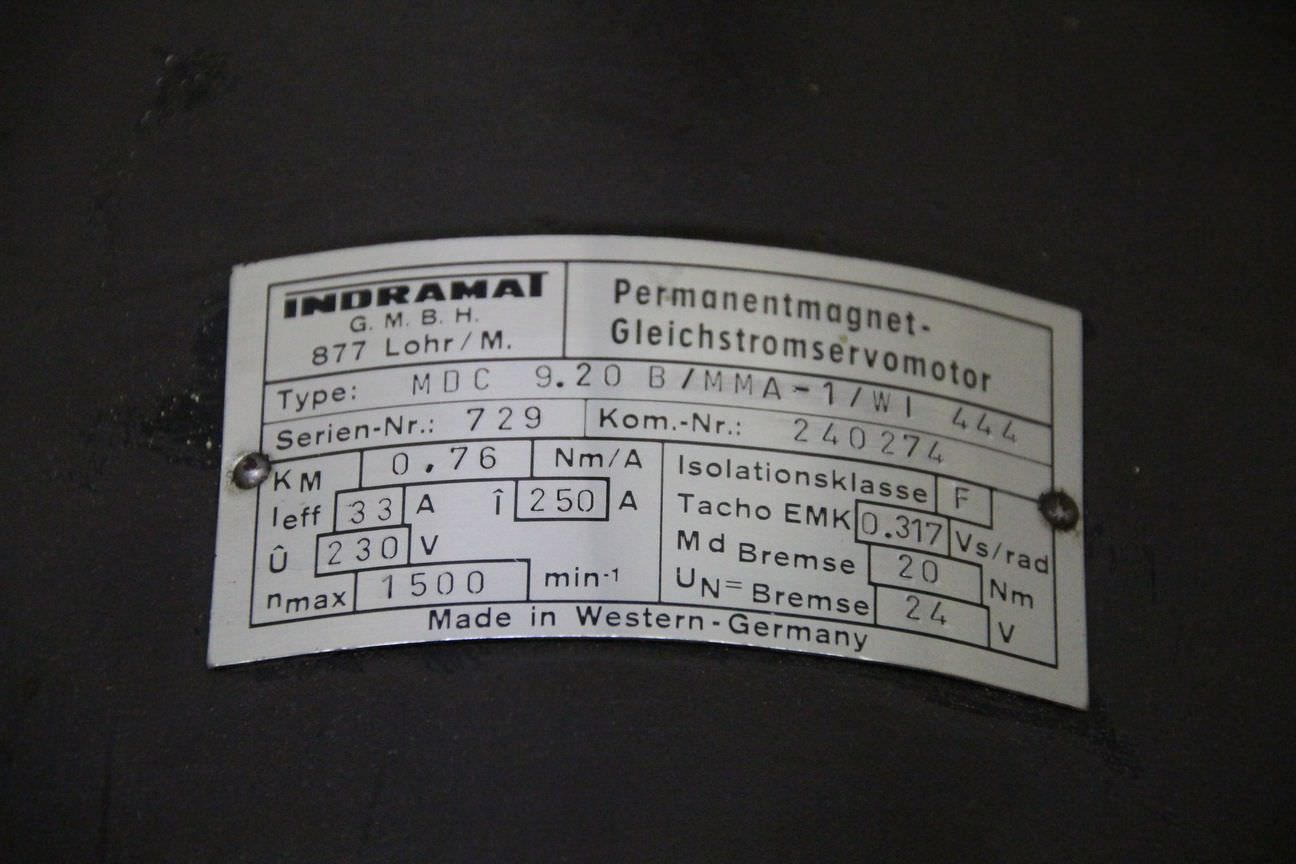 INDRAMAT
G. M. B. H.
877 Lohr/M.
Permanentmagnet-
Gleichstromservomotor
Type: MDC 9.20 B/MMA-1/WI 444
Serien-Nr.: 729 Kom.-Nr.: 240274
KM 0,76 Nm/A
Ieff 33 A Î 250 A
Û 230 V
nmax 1500 min-1
Isolationsklasse F
Tacho EMK 0.317 Vs/rad
Md Bremse 20 Nm
UN= Bremse 24 V
Made in Western-Germany